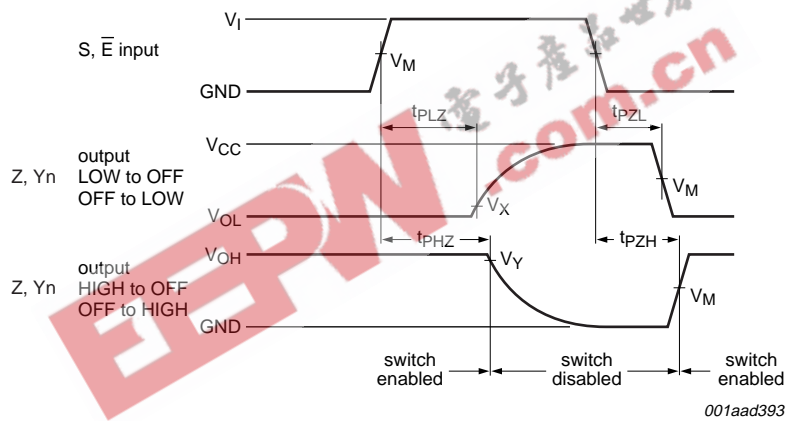 V_I
S, E̅ input
V_M
GND
t_PLZ
t_PZL
V_CC
output
Z, Yn
LOW to OFF
OFF to LOW
V_M
V_X
V_OL
t_PHZ
t_PZH
V_OH
V_Y
output
Z, Yn
HIGH to OFF
OFF to HIGH
V_M
GND
switch
enabled
switch
disabled
switch
enabled
001aad393
EEPW.com.cn
電子產品世界